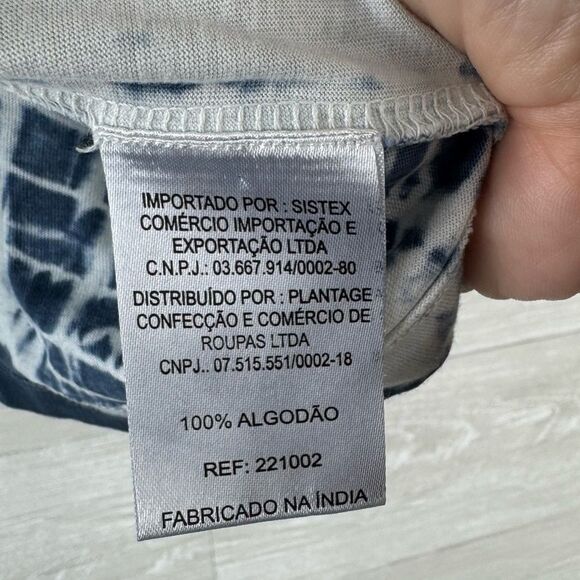 IMPORTADO POR : SISTEX
COMÉRCIO IMPORTAÇÃO E
EXPORTAÇÃO LTDA
C.N.P.J.: 03.667.914/0002-80
DISTRIBUÍDO POR : PLANTAGE
CONFECÇÃO E COMÉRCIO DE
ROUPAS LTDA
CNPJ.. 07.515.551/0002-18
100% ALGODÃO
REF: 221002
FABRICADO NA ÍNDIA